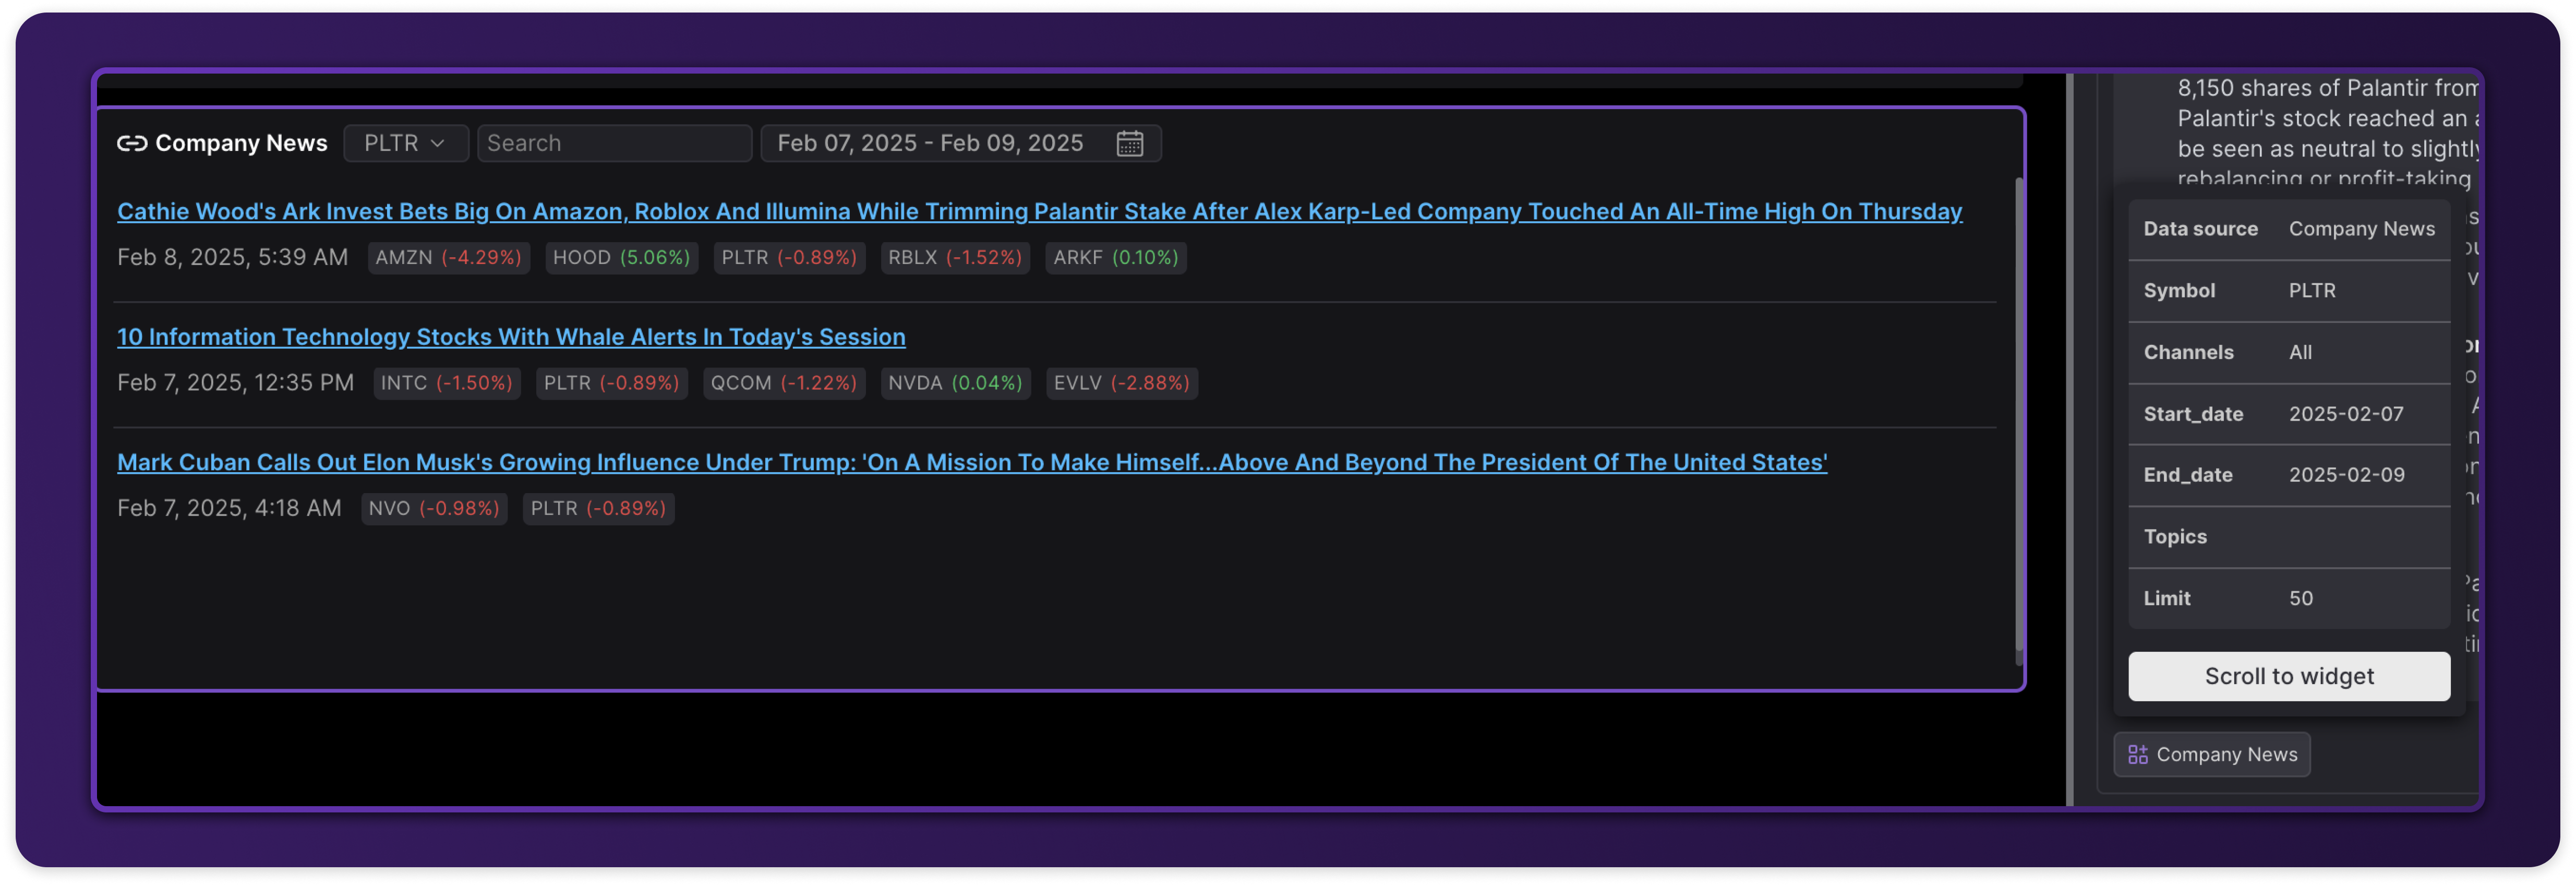 Company News PLTR Search Feb 07, 2025 - Feb 09, 2025
Cathie Wood's Ark Invest Bets Big On Amazon, Roblox And Illumina While Trimming Palantir Stake After Alex Karp-Led Company Touched An All-Time High On Thursday
Feb 8, 2025, 5:39 AM AMZN (-4.29%) HOOD (5.06%) PLTR (-0.89%) RBLX (-1.52%) ARKF (0.10%)
10 Information Technology Stocks With Whale Alerts In Today's Session
Feb 7, 2025, 12:35 PM INTC (-1.50%) PLTR (-0.89%) QCOM (-1.22%) NVDA (0.04%) EVLV (-2.88%)
Mark Cuban Calls Out Elon Musk's Growing Influence Under Trump: 'On A Mission To Make Himself...Above And Beyond The President Of The United States'
Feb 7, 2025, 4:18 AM NVO (-0.98%) PLTR (-0.89%)
8,150 shares of Palantir from
Palantir's stock reached an
be seen as neutral to slightly
rebalancing or profit-taking
Data source Company News
Symbol PLTR
Channels All
Start_date 2025-02-07
End_date 2025-02-09
Topics
Limit 50
Scroll to widget
Company News